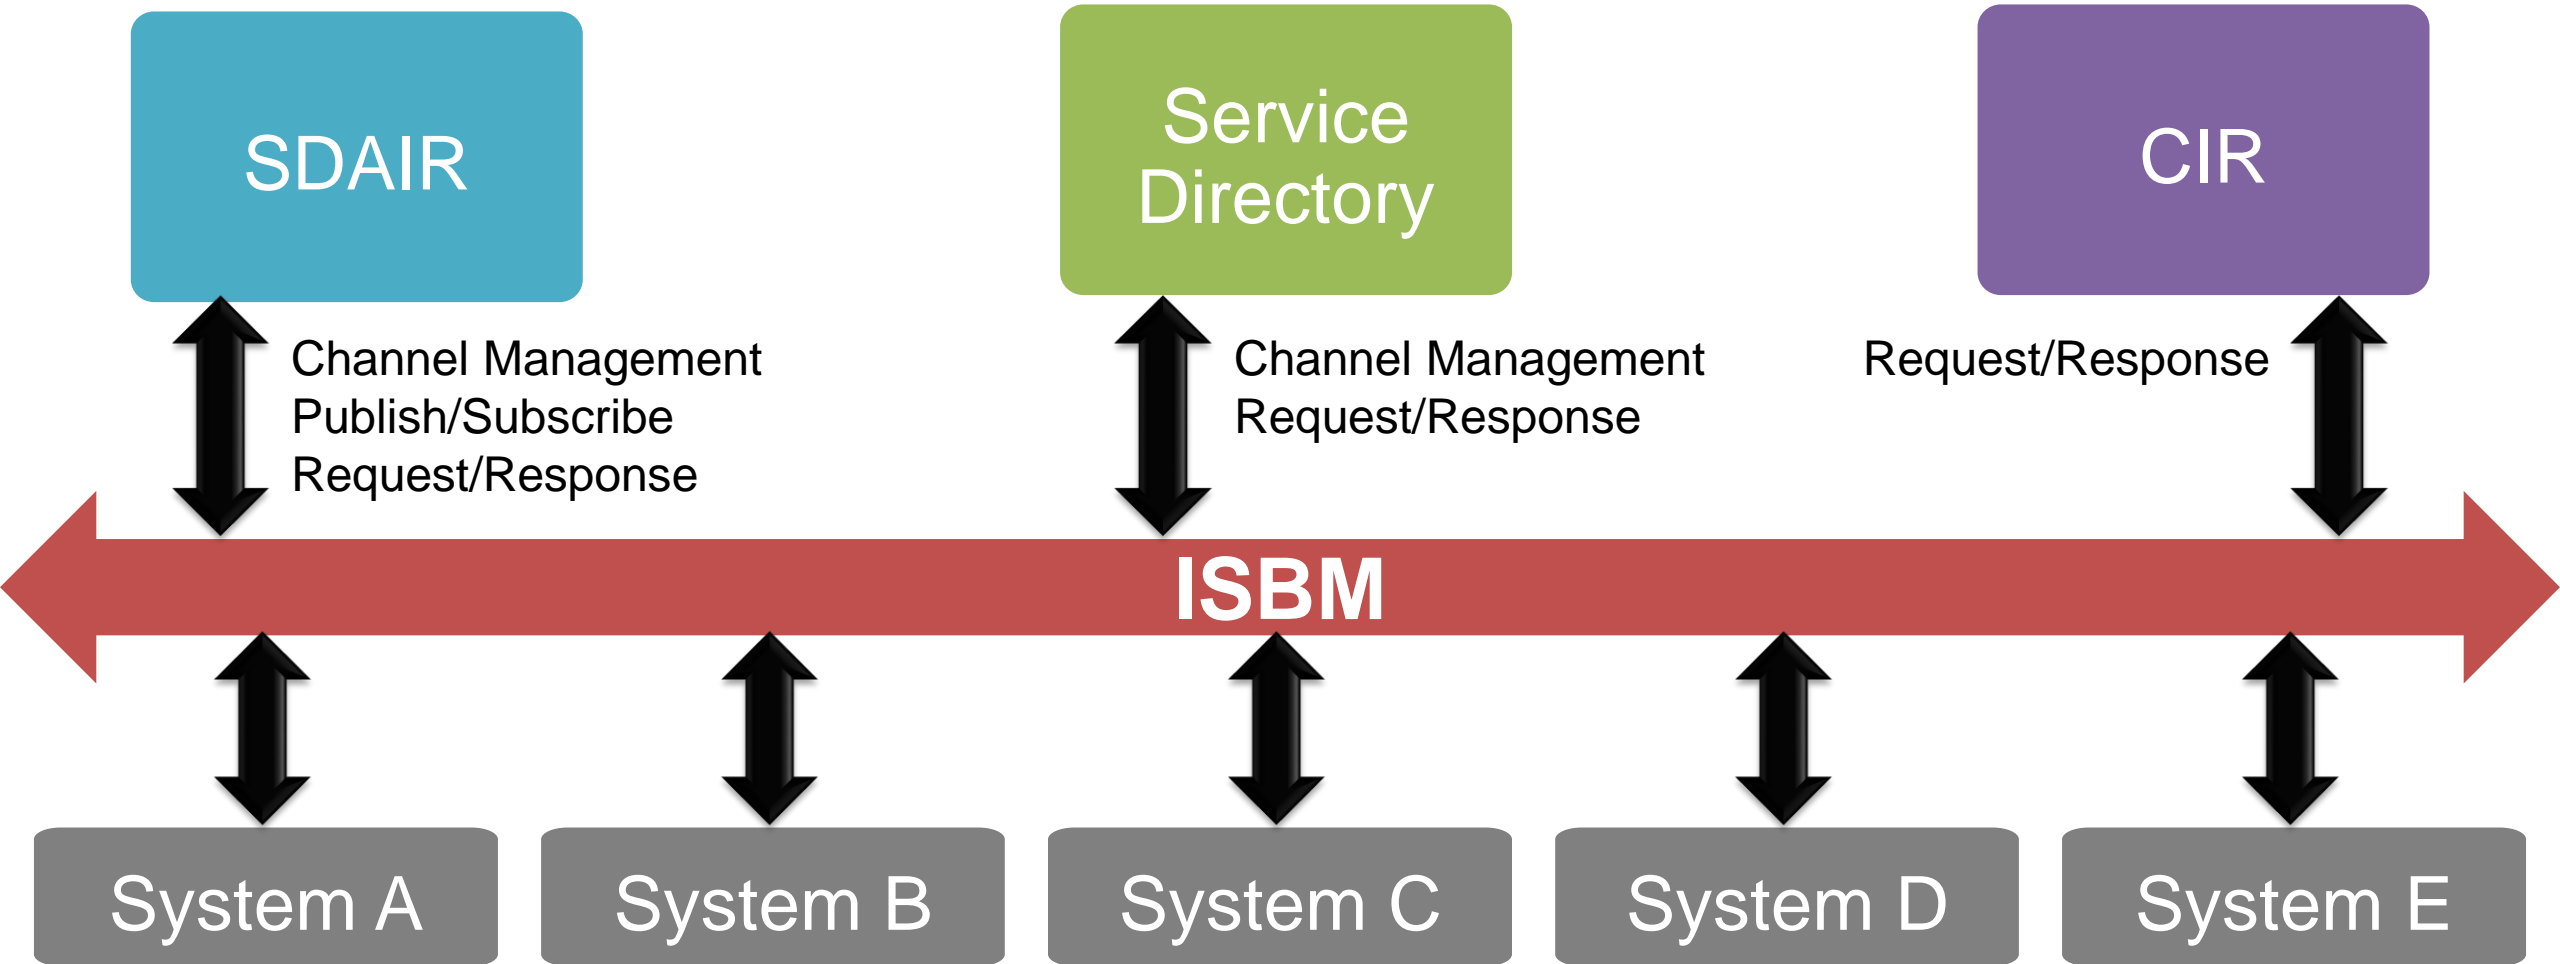 SDAIR
Service
Directory
CIR
Channel Management
Publish/Subscribe
Request/Response
Channel Management
Request/Response
Request/Response
ISBM
System A
System B
System C
System D
System E